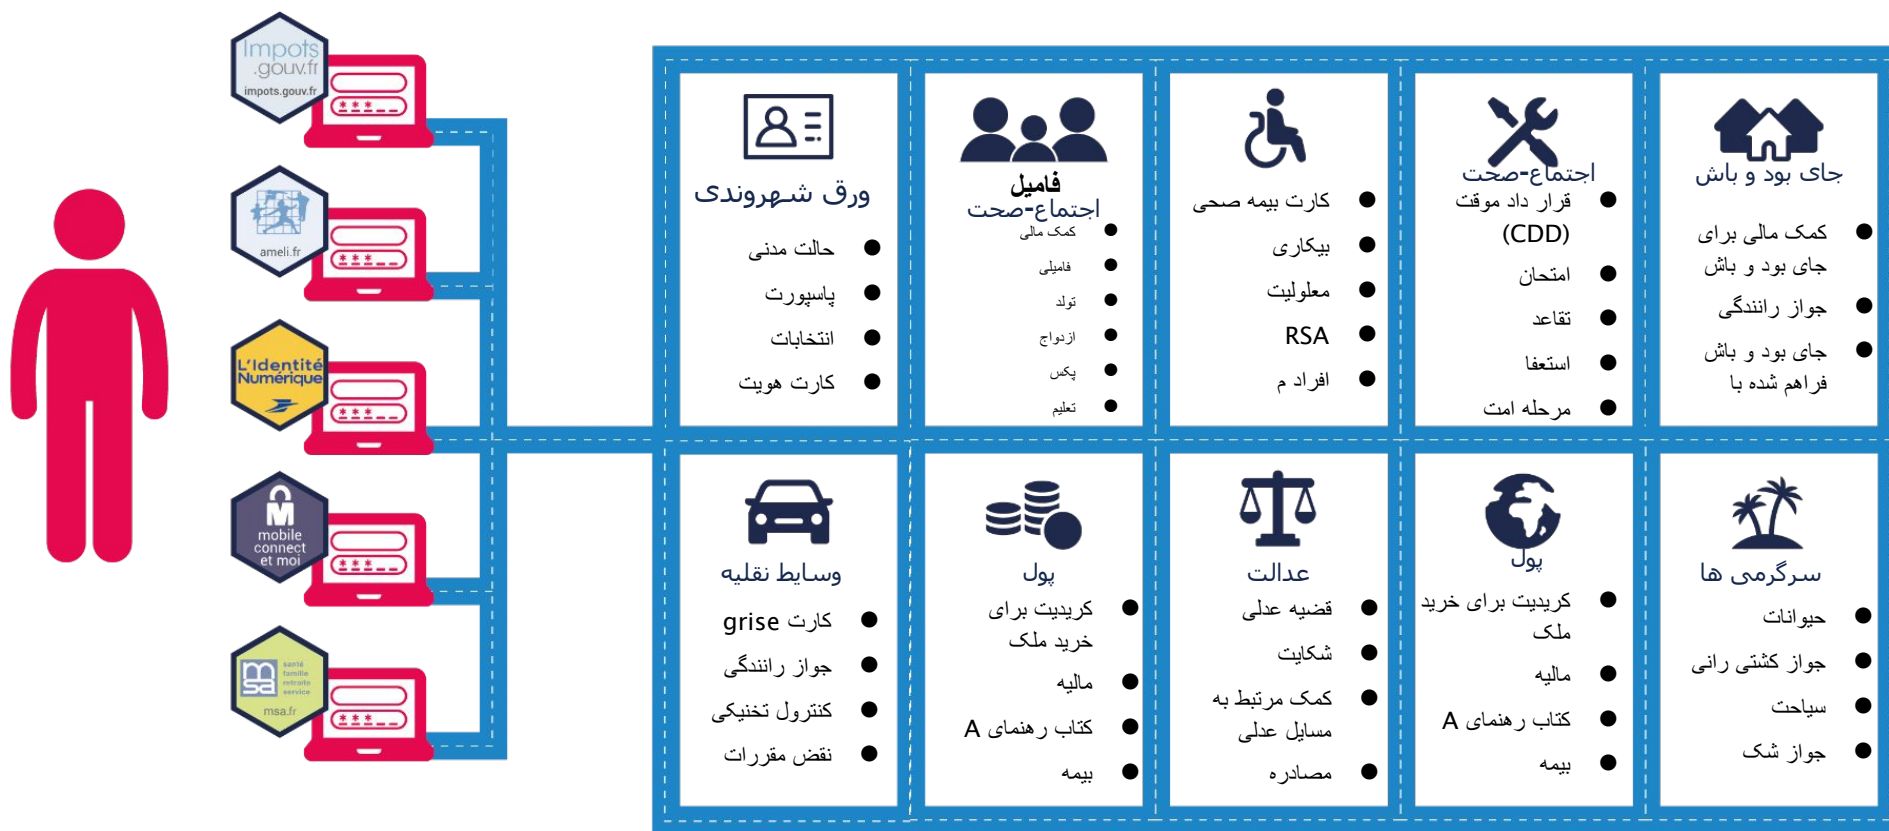 Impots
.gouv.fr
impots.gouv.fr
***
ameli.fr
***
L'Identité
Numérique
***
M
mobile
connect
et moi
***
msa
santé
famille
retraite
service
msa.fr
***
ورق شهروندی
حالت مدنی
پاسپورت
انتخابات
کارت هویت
فامیل
اجتماع-صحت
کمک مالی
فامیلی
تولد
ازدواج
پکس
تعلیم
کارت بیمه صحی
بیکاری
معلولیت
RSA
افراد م
اجتماع-صحت
قرار داد موقت
(CDD)
امتحان
تقاعد
استعفا
مرحله امت
جای بود و باش
کمک مالی برای
جای بود و باش
جواز رانندگی
جای بود و باش
فراهم شده با
وسایط نقلیه
کارت grise
جواز رانندگی
کنترول تخنیکی
نقض مقررات
پول
کریدیت برای
خرید ملک
مالیه
کتاب رهنمای A
بیمه
عدالت
قضیه عدلی
شکایت
کمک مرتبط به
مسایل عدلی
مصادره
پول
کریدیت برای خرید
ملک
مالیه
کتاب رهنمای A
بیمه
سرگرمی ها
حیوانات
جواز کشتی رانی
سیاحت
جواز شک